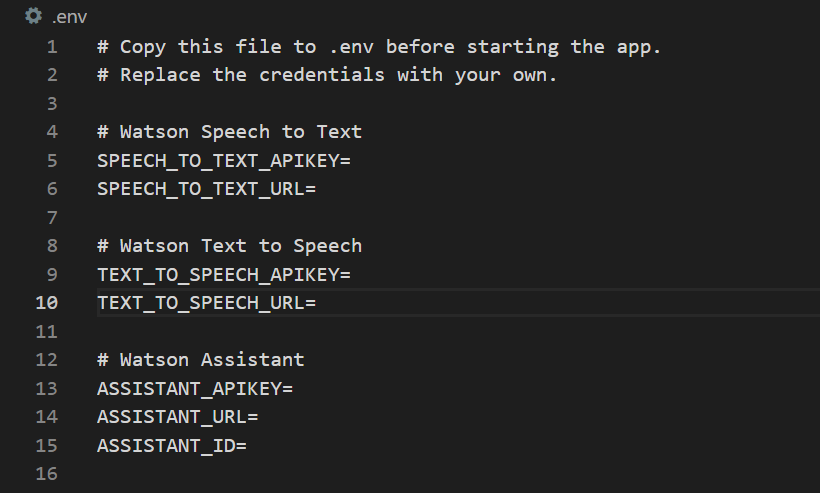 .env
1 # Copy this file to .env before starting the app.
2 # Replace the credentials with your own.
3
4 # Watson Speech to Text
5 SPEECH_TO_TEXT_APIKEY=
6 SPEECH_TO_TEXT_URL=
7
8 # Watson Text to Speech
9 TEXT_TO_SPEECH_APIKEY=
10 TEXT_TO_SPEECH_URL=
11
12 # Watson Assistant
13 ASSISTANT_APIKEY=
14 ASSISTANT_URL=
15 ASSISTANT_ID=
16